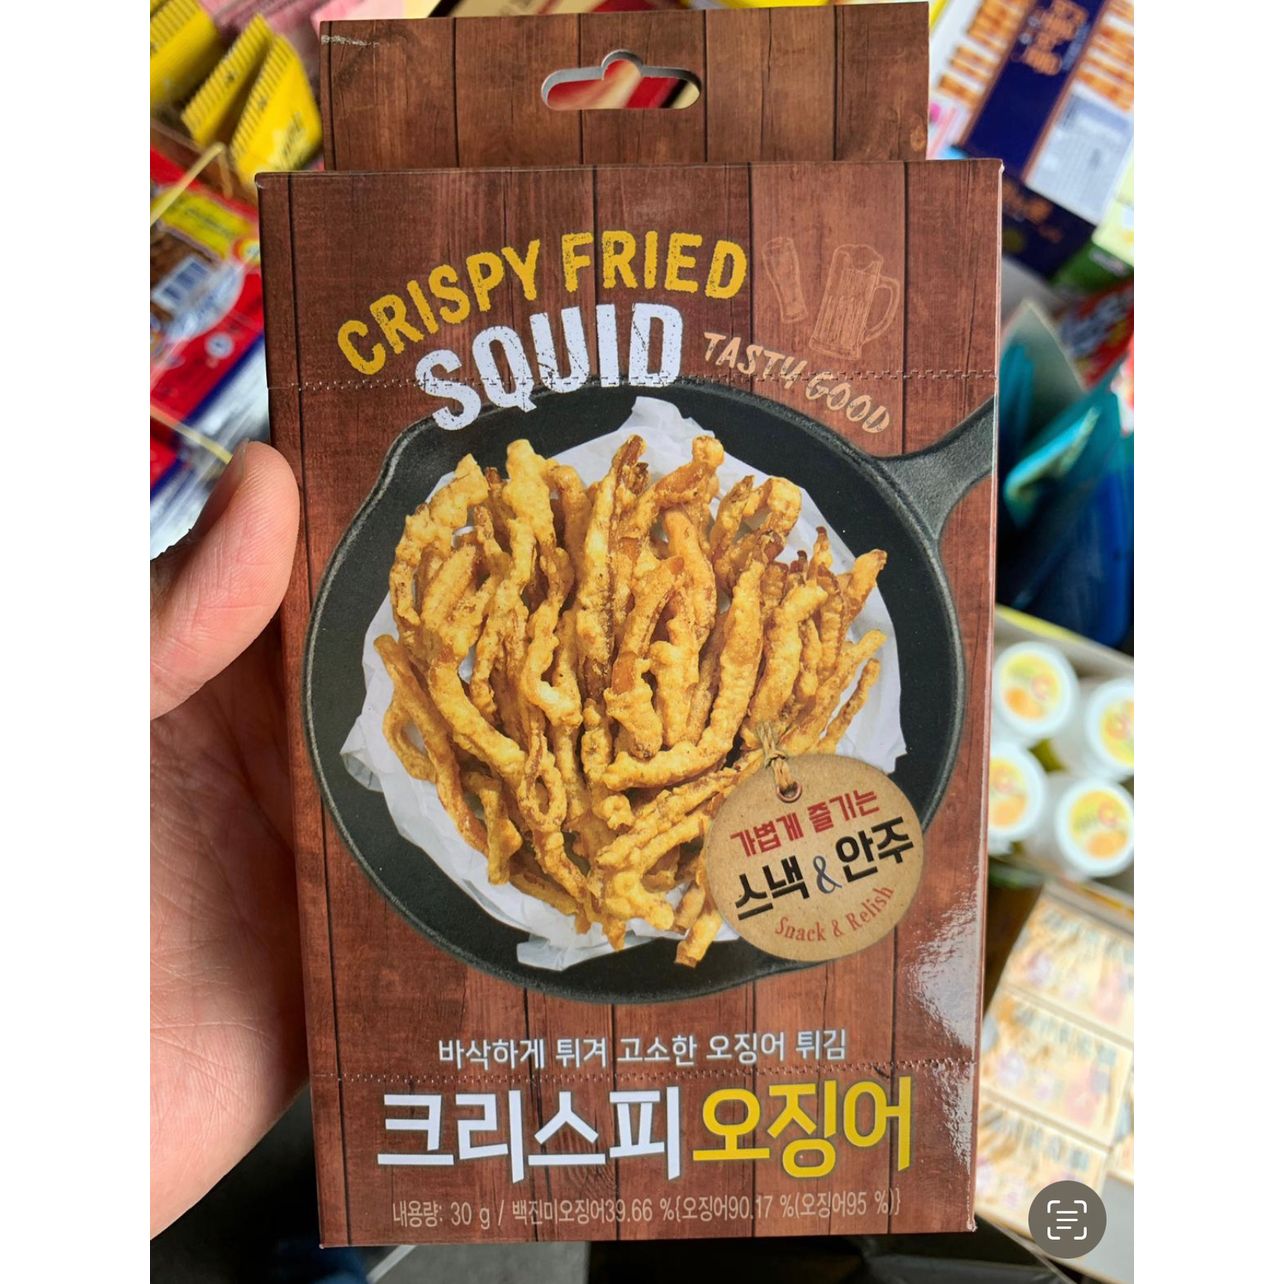 CRISPY FRIED
SQUID
TASTY GOOD
가볍게 즐기는
스낵&안주
Snack & Relish
바삭하게 튀겨 고소한 오징어 튀김
크리스피 오징어
내용량: 30 g / 백진미오징어39.66 %{오징어90.17 %(오징어95 %)}